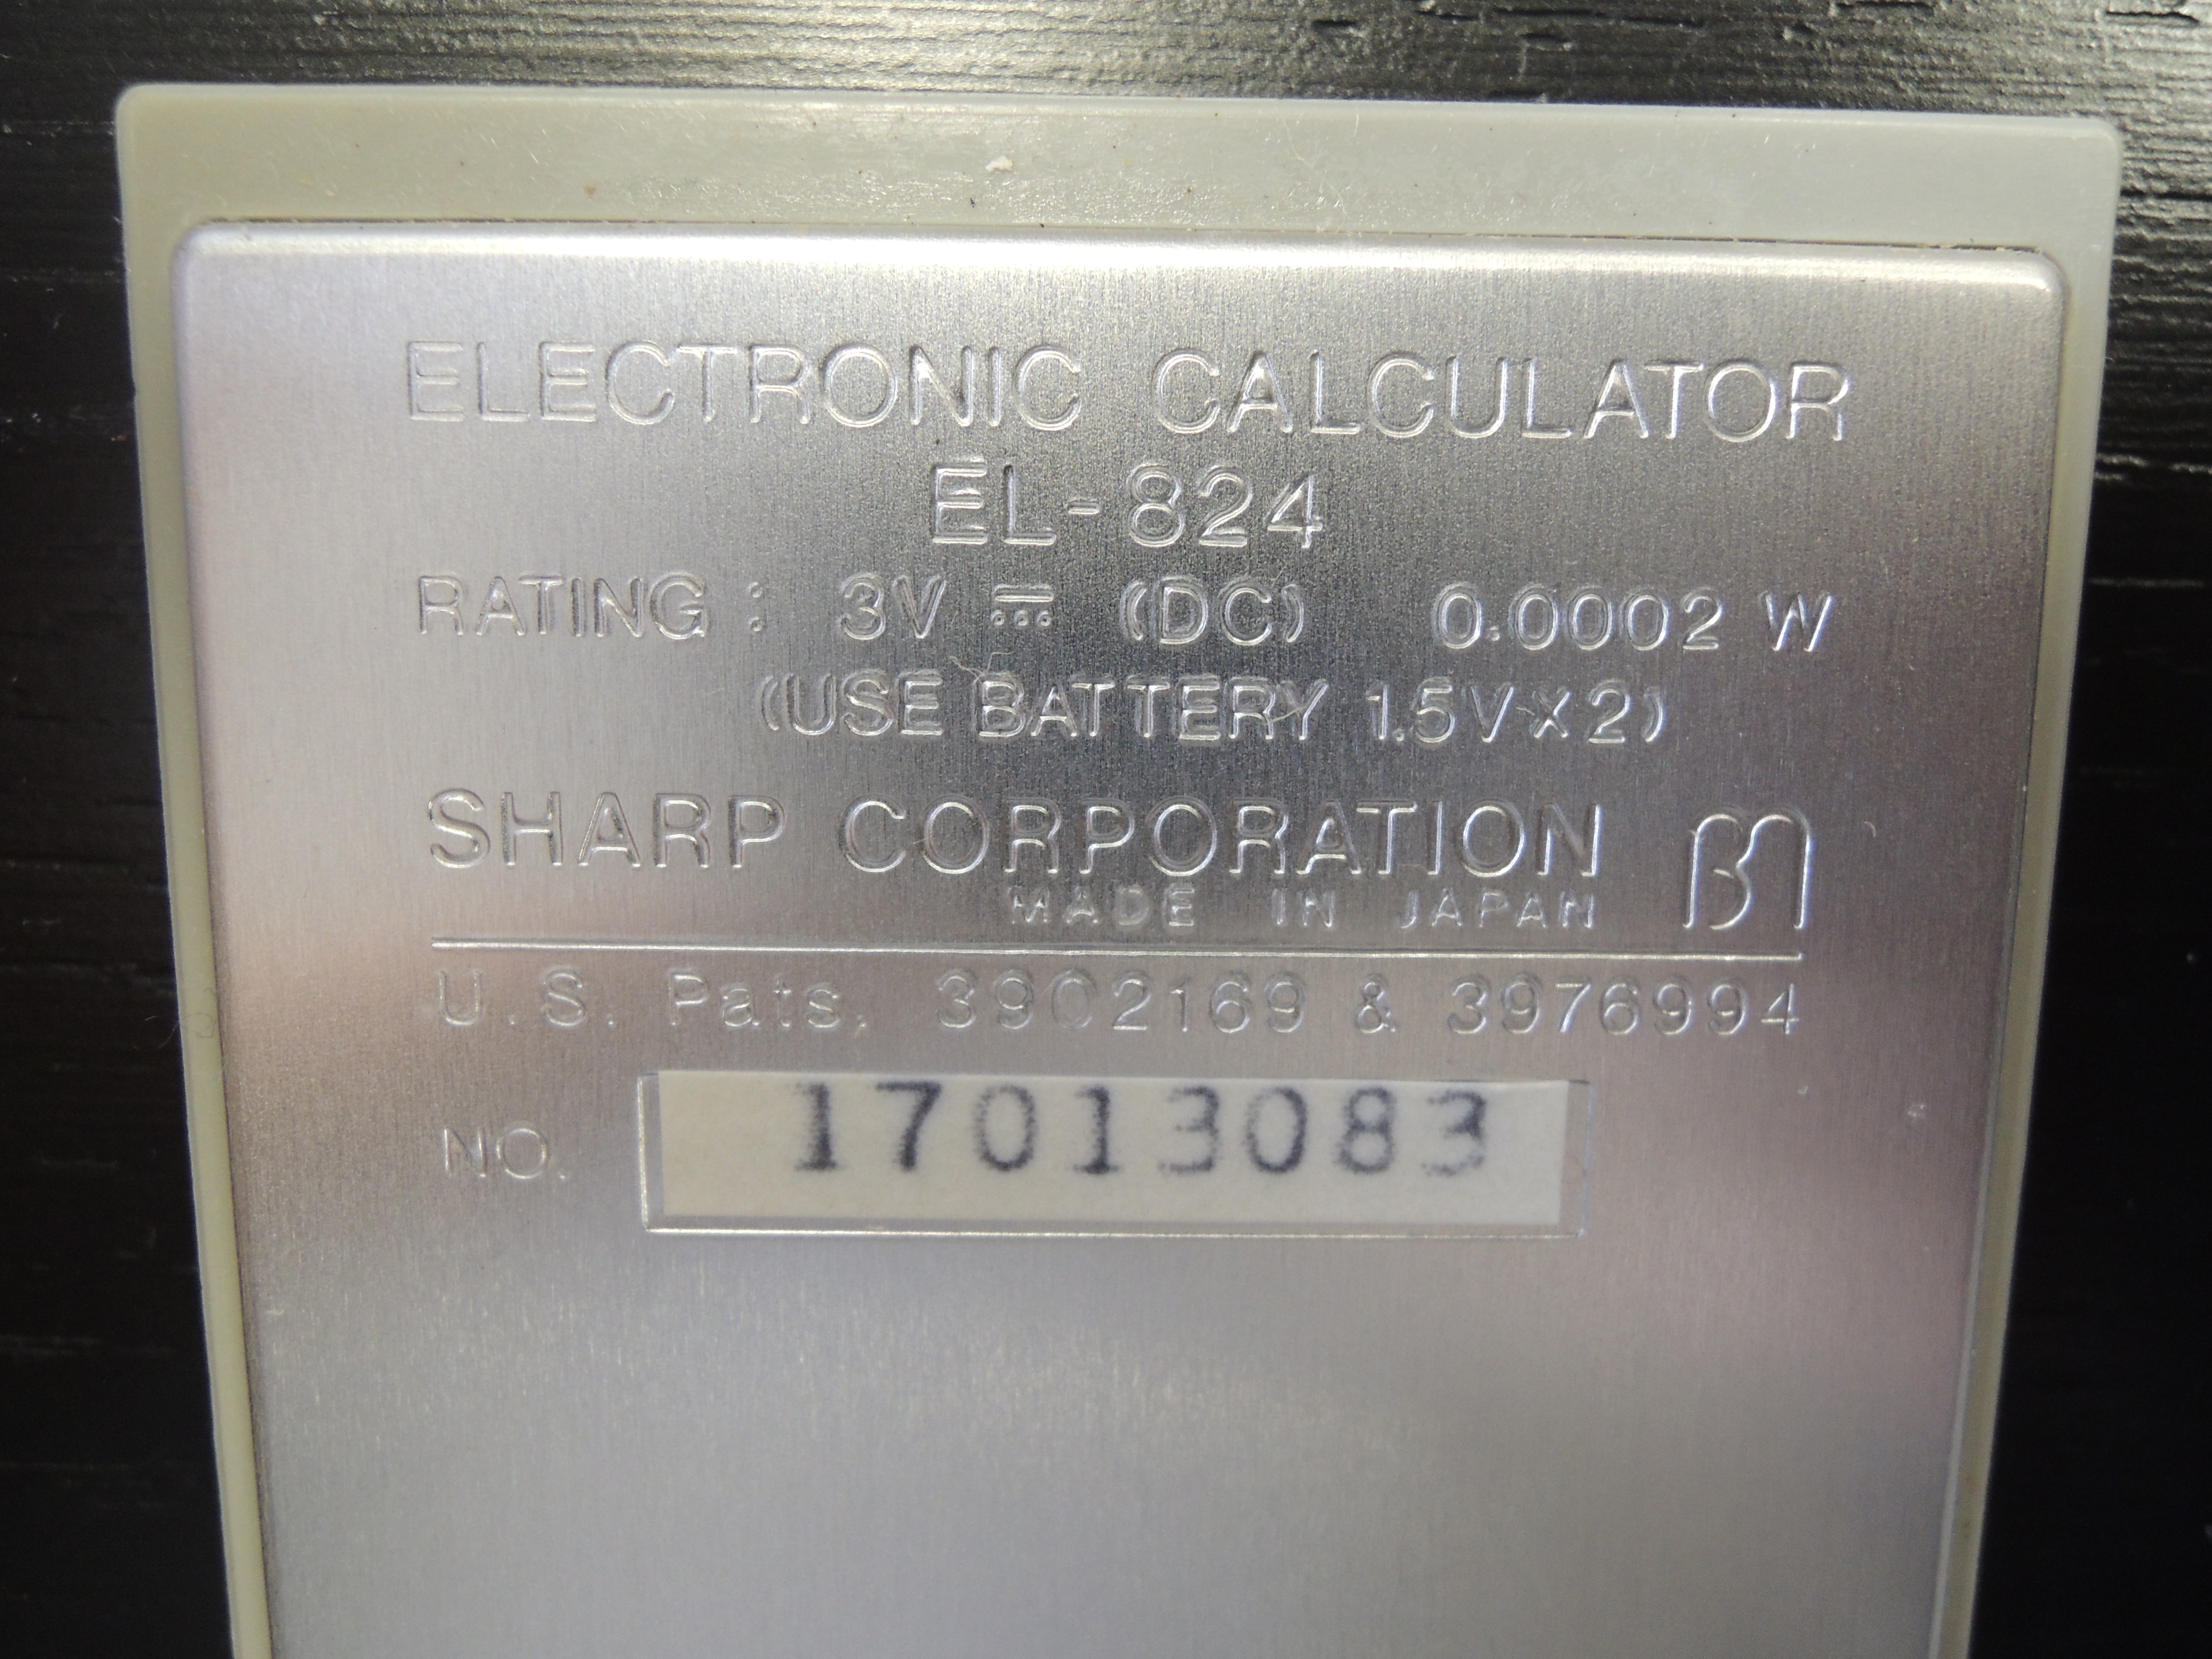 ELECTRONIC CALCULATOR
EL-824
RATING : 3V ⎓ (DC) 0.0002 W
(USE BATTERY 1.5V×2)
SHARP CORPORATION
MADE IN JAPAN
U.S. Pats. 3902169 & 3976994
NO. 17013083